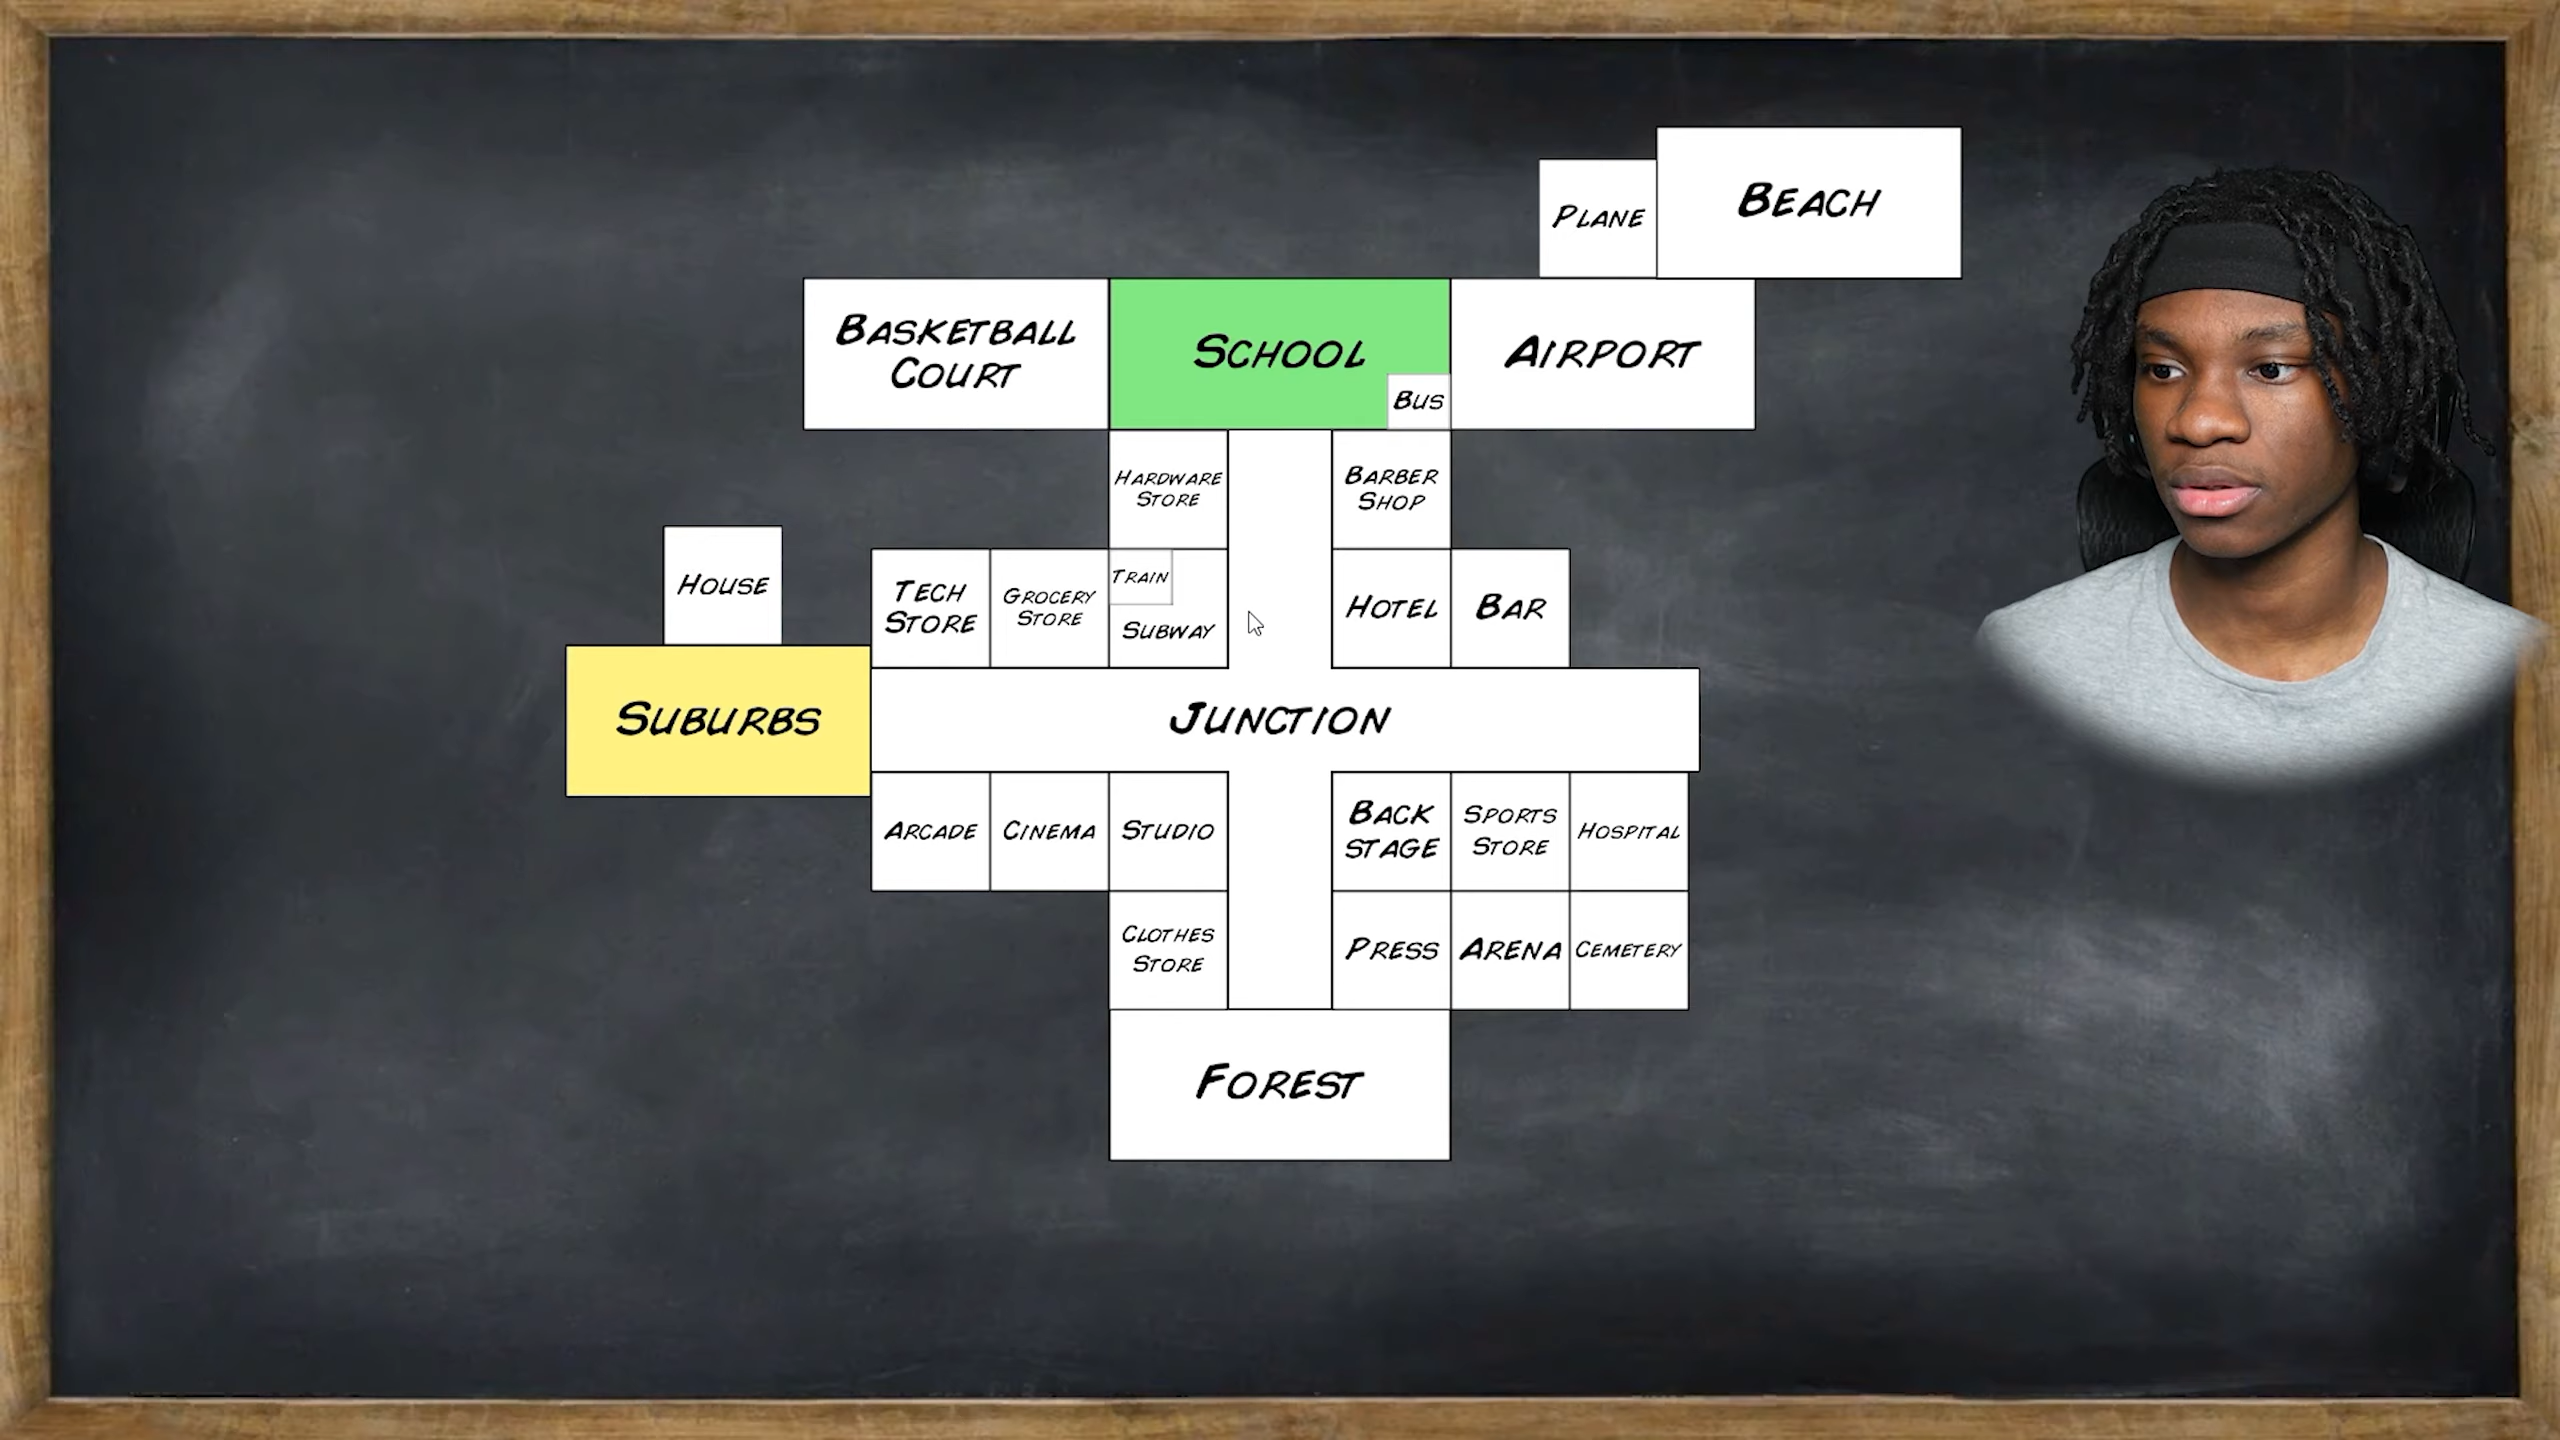 Plane
Beach
Basketball
Court
School
Bus
Airport
Hardware
Store
Barber
Shop
House
Tech
Store
Grocery
Store
Train
Subway
Hotel
Bar
Suburbs
Junction
Arcade
Cinema
Studio
Back
stage
Sports
Store
Hospital
Clothes
Store
Press
Arena
Cemetery
Forest